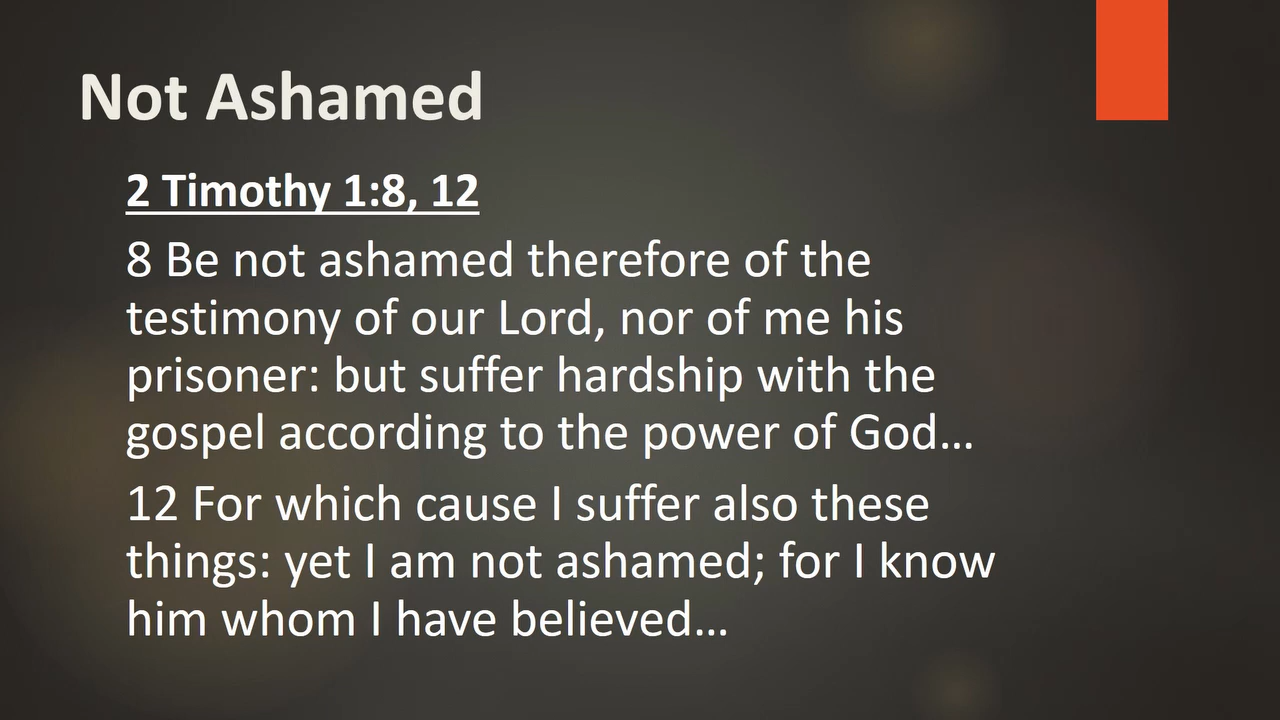 Not Ashamed
2 Timothy 1:8, 12
8 Be not ashamed therefore of the
testimony of our Lord, nor of me his
prisoner: but suffer hardship with the
gospel according to the power of God…
12 For which cause I suffer also these
things: yet I am not ashamed; for I know
him whom I have believed…